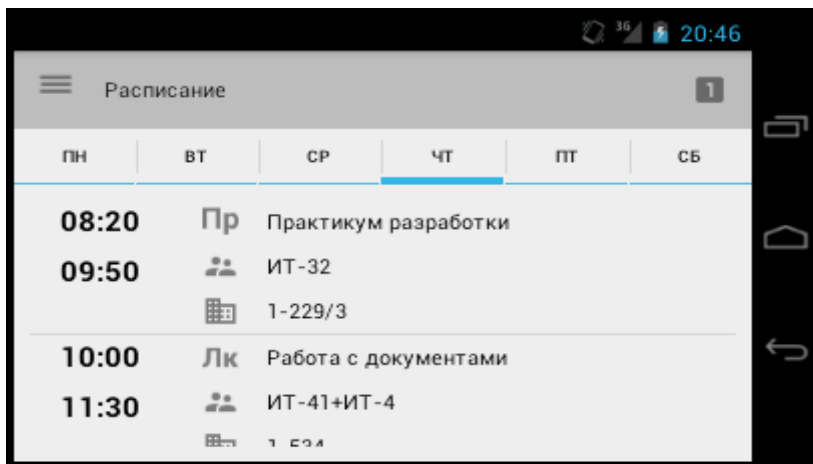 3G 20:46
Расписание 1
ПН ВТ СР ЧТ ПТ СБ
08:20 Пр Практикум разработки
09:50 ИТ-32
1-229/3
10:00 Лк Работа с документами
11:30 ИТ-41+ИТ-4